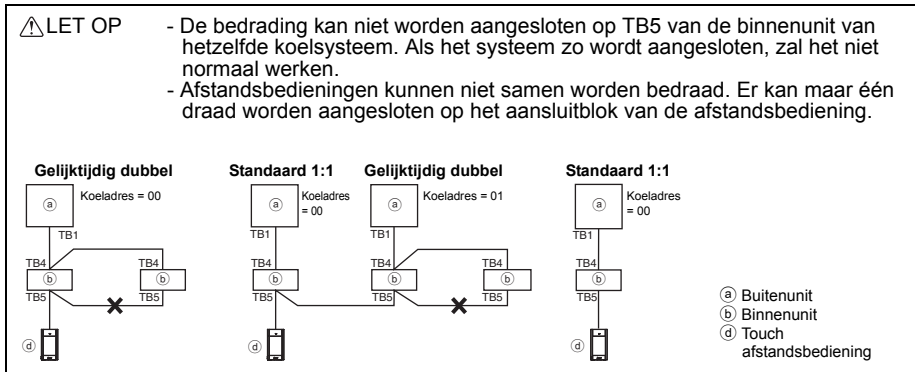 ⚠LET OP - De bedrading kan niet worden aangesloten op TB5 van de binnenunit van
hetzelfde koelsysteem. Als het systeem zo wordt aangesloten, zal het niet
normaal werken.
- Afstandsbedieningen kunnen niet samen worden bedraad. Er kan maar één
draad worden aangesloten op het aansluitblok van de afstandsbediening.
Gelijktijdig dubbel
ⓐ
Koeladres = 00
TB1
TB4
TB4
ⓑ
ⓑ
TB5
TB5
ⓓ
Standaard 1:1
ⓐ
Koeladres
= 00
TB1
TB4
ⓑ
TB5
ⓓ
Gelijktijdig dubbel
ⓐ
Koeladres = 01
TB1
TB4
TB4
ⓑ
ⓑ
TB5
TB5
Standaard 1:1
ⓐ
Koeladres
= 00
TB1
TB4
ⓑ
TB5
ⓓ
ⓐ Buitenunit
ⓑ Binnenunit
ⓓ Touch
afstandsbediening